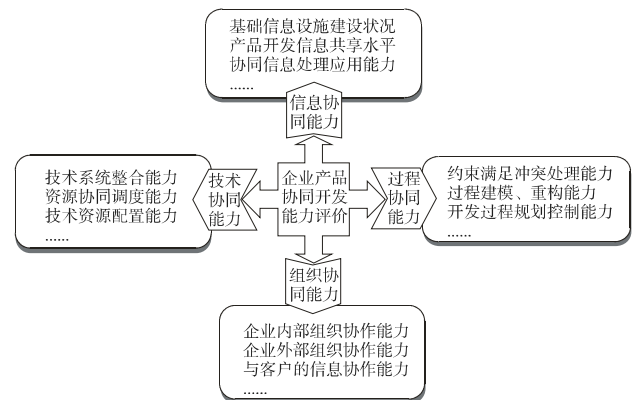 基础信息设施建设状况
产品开发信息共享水平
协同信息处理应用能力
......
信息协
同能力
技术系统整合能力
资源协同调度能力
技术资源配置能力
......
技术
协同
能力
企业产品
协同开发
能力评价
过程
协同
能力
约束满足冲突处理能力
过程建模、重构能力
开发过程规划控制能力
......
组织协
同能力
企业内部组织协作能力
企业外部组织协作能力
与客户的信息协作能力
......